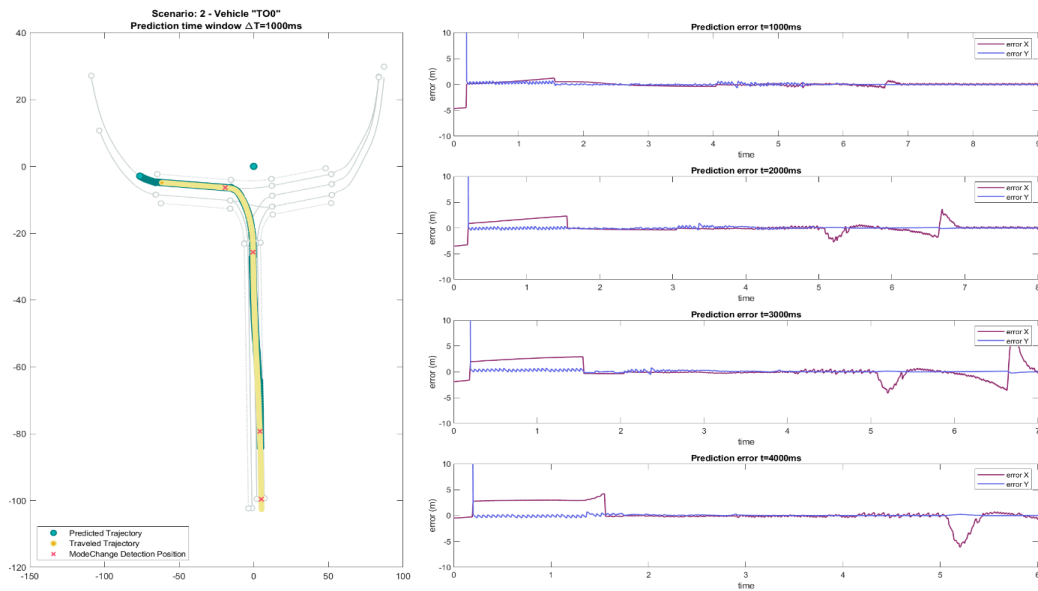 Scenario: 2 - Vehicle "TO0"
Prediction time window △T=1000ms
40
20
0
-20
-40
-60
-80
-100
-120
-150
-100
-50
0
50
100
Predicted Trajectory
Traveled Trajectory
ModeChange Detection Position
Prediction error t=1000ms
error (m)
10
5
0
-5
-10
0
1
2
3
4
5
6
7
8
9
time
error X
error Y
Prediction error t=2000ms
error (m)
10
5
0
-5
-10
0
1
2
3
4
5
6
7
8
time
error X
error Y
Prediction error t=3000ms
error (m)
10
5
0
-5
-10
0
1
2
3
4
5
6
7
time
error X
error Y
Prediction error t=4000ms
error (m)
10
5
0
-5
-10
0
1
2
3
4
5
6
time
error X
error Y